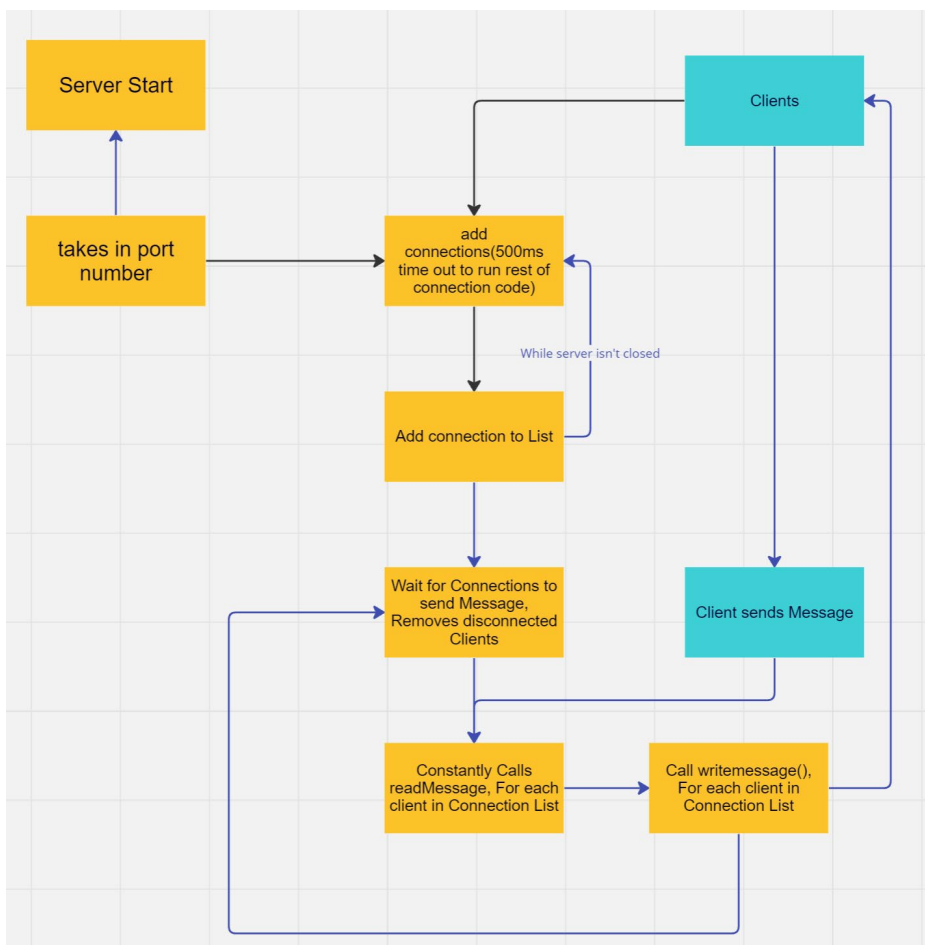 Server Start
Clients
takes in port
number
add
connections(500ms
time out to run rest of
connection code)
While server isn't closed
Add connection to List
Wait for Connections to
send Message,
Removes disconnected
Clients
Client sends Message
Constantly Calls
readMessage, For each
client in Connection List
Call writemessage(),
For each client in
Connection List